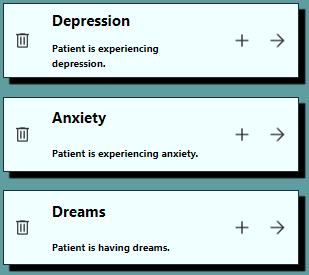 Depression
Patient is experiencing
depression.
Anxiety
Patient is experiencing anxiety.
Dreams
Patient is having dreams.